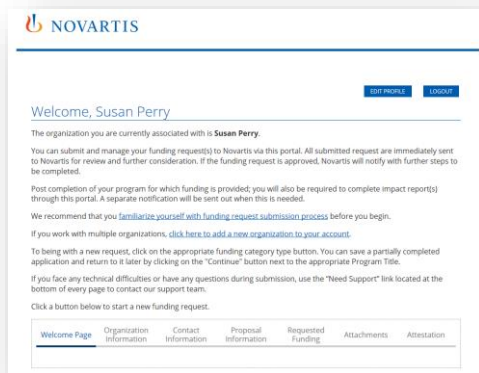 NOVARTIS
EDIT PROFILE
LOGOUT
Welcome, Susan Perry
The organization you are currently associated with is Susan Perry.
You can submit and manage your funding request(s) to Novartis via this portal. All submitted request are immediately sent
to Novartis for review and further consideration. If the funding request is approved, Novartis will notify with further steps to
be completed.
Post completion of your program for which funding is provided; you will also be required to complete impact report(s)
through this portal. A separate notification will be sent out when this is needed.
We recommend that you familiarize yourself with funding request submission process before you begin.
If you work with multiple organizations, click here to add a new organization to your account.
To being with a new request, click on the appropriate funding category type button. You can save a partially completed
application and return to it later by clicking on the "Continue" button next to the appropriate Program Title.
If you face any technical difficulties or have any questions during submission, use the "Need Support" link located at the
bottom of every page to contact our support team.
Click a button below to start a new funding request.
Welcome Page
Organization
Information
Contact
Information
Proposal
Information
Requested
Funding
Attachments
Attestation